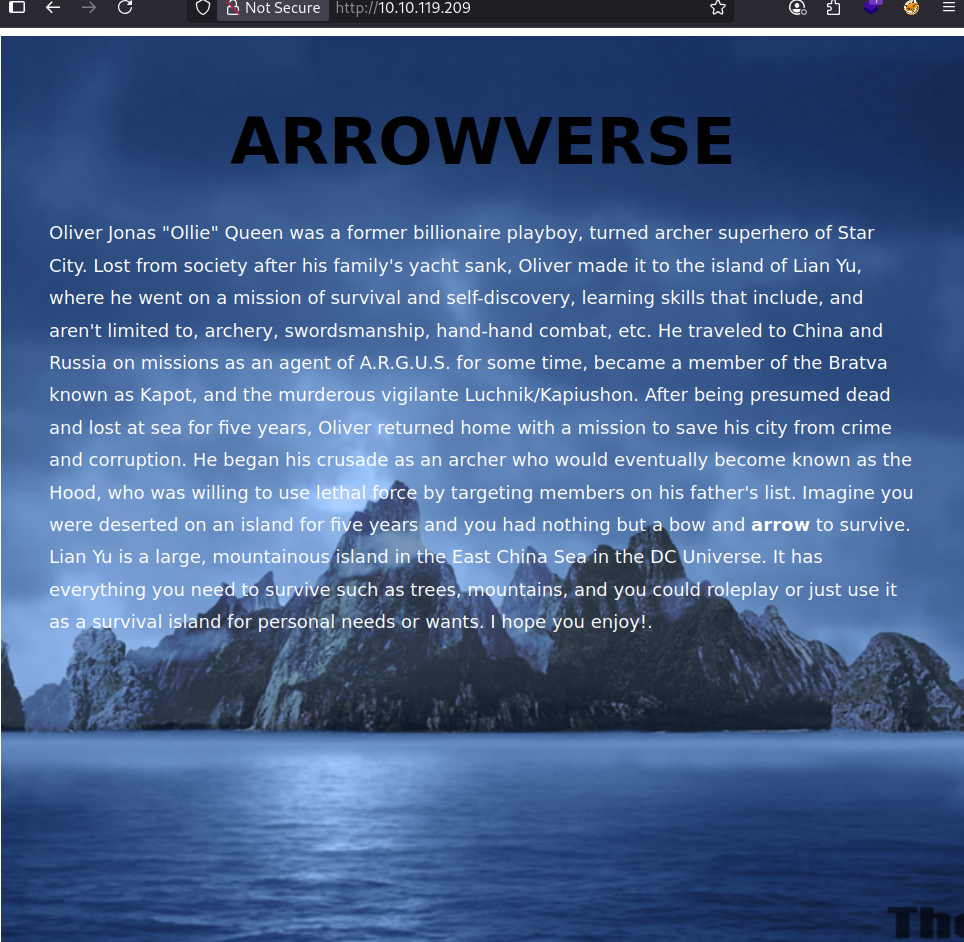 Not Secure
http://10.10.119.209
ARROWVERSE
Oliver Jonas "Ollie" Queen was a former billionaire playboy, turned archer superhero of Star
City. Lost from society after his family's yacht sank, Oliver made it to the island of Lian Yu,
where he went on a mission of survival and self-discovery, learning skills that include, and
aren't limited to, archery, swordsmanship, hand-hand combat, etc. He traveled to China and
Russia on missions as an agent of A.R.G.U.S. for some time, became a member of the Bratva
known as Kapot, and the murderous vigilante Luchnik/Kapiushon. After being presumed dead
and lost at sea for five years, Oliver returned home with a mission to save his city from crime
and corruption. He began his crusade as an archer who would eventually become known as the
Hood, who was willing to use lethal force by targeting members on his father's list. Imagine you
were deserted on an island for five years and you had nothing but a bow and arrow to survive.
Lian Yu is a large, mountainous island in the East China Sea in the DC Universe. It has
everything you need to survive such as trees, mountains, and you could roleplay or just use it
as a survival island for personal needs or wants. I hope you enjoy!.